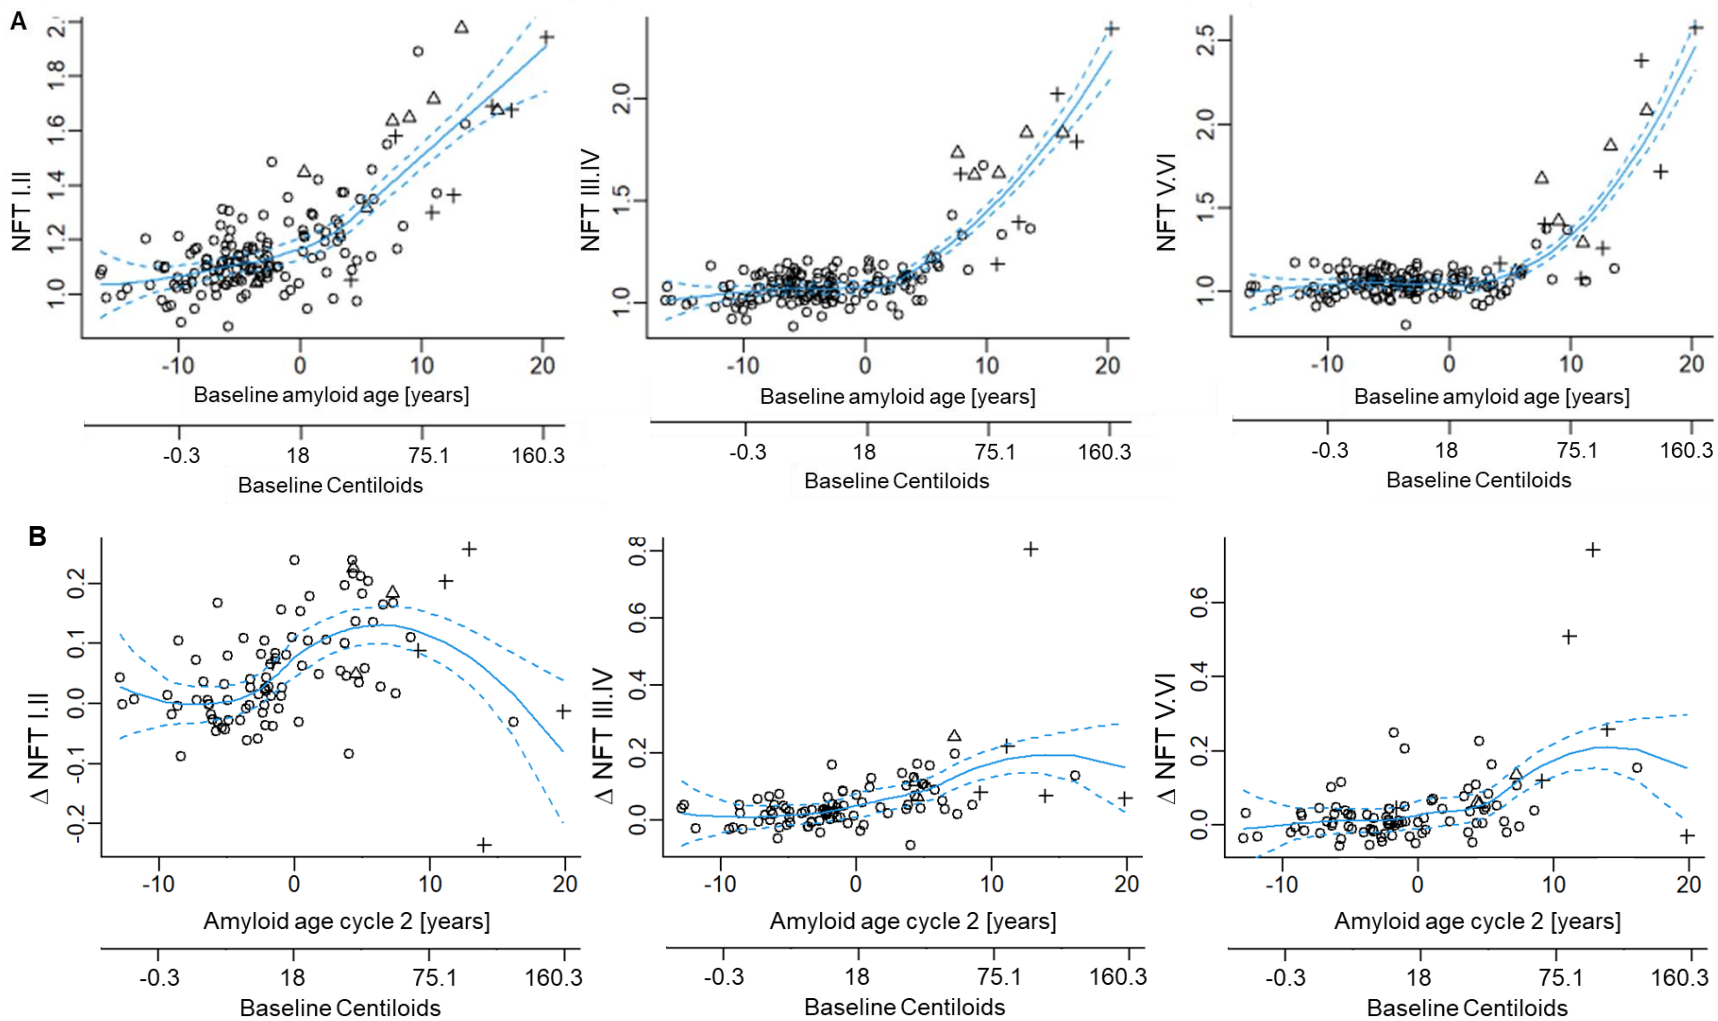 A
NFT I.II
1.0 1.2 1.4 1.6 1.8 2.
-10 0 10 20
Baseline amyloid age [years]
-0.3 18 75.1 160.3
Baseline Centiloids
NFT III.IV
1.0 1.5 2.0
-10 0 10 20
Baseline amyloid age [years]
-0.3 18 75.1 160.3
Baseline Centiloids
NFT V.VI
1.0 1.5 2.0 2.5
-10 0 10 20
Baseline amyloid age [years]
-0.3 18 75.1 160.3
Baseline Centiloids
B
Δ NFT I.II
-0.2 -0.1 0.0 0.1 0.2
-10 0 10 20
Amyloid age cycle 2 [years]
-0.3 18 75.1 160.3
Baseline Centiloids
Δ NFT III.IV
0.0 0.2 0.4 0.6 0.8
-10 0 10 20
Amyloid age cycle 2 [years]
-0.3 18 75.1 160.3
Baseline Centiloids
Δ NFT V.VI
0.0 0.2 0.4 0.6
-10 0 10 20
Amyloid age cycle 2 [years]
-0.3 18 75.1 160.3
Baseline Centiloids